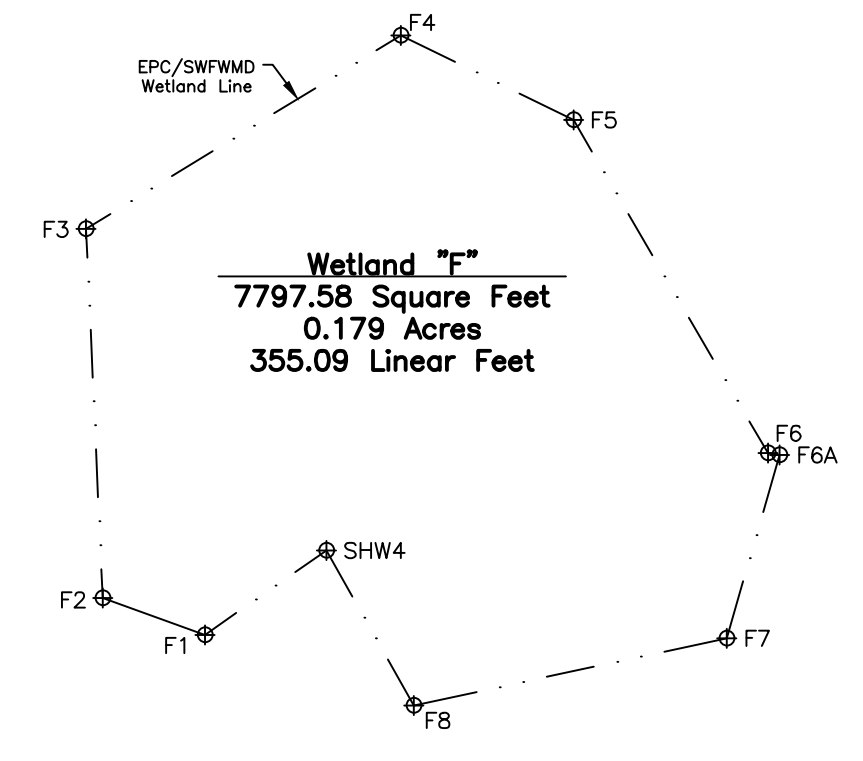 F4
EPC/SWFWMD
Wetland Line
F5
F3
Wetland "F"
7797.58 Square Feet
0.179 Acres
355.09 Linear Feet
F6
F6A
SHW4
F2
F1
F7
F8